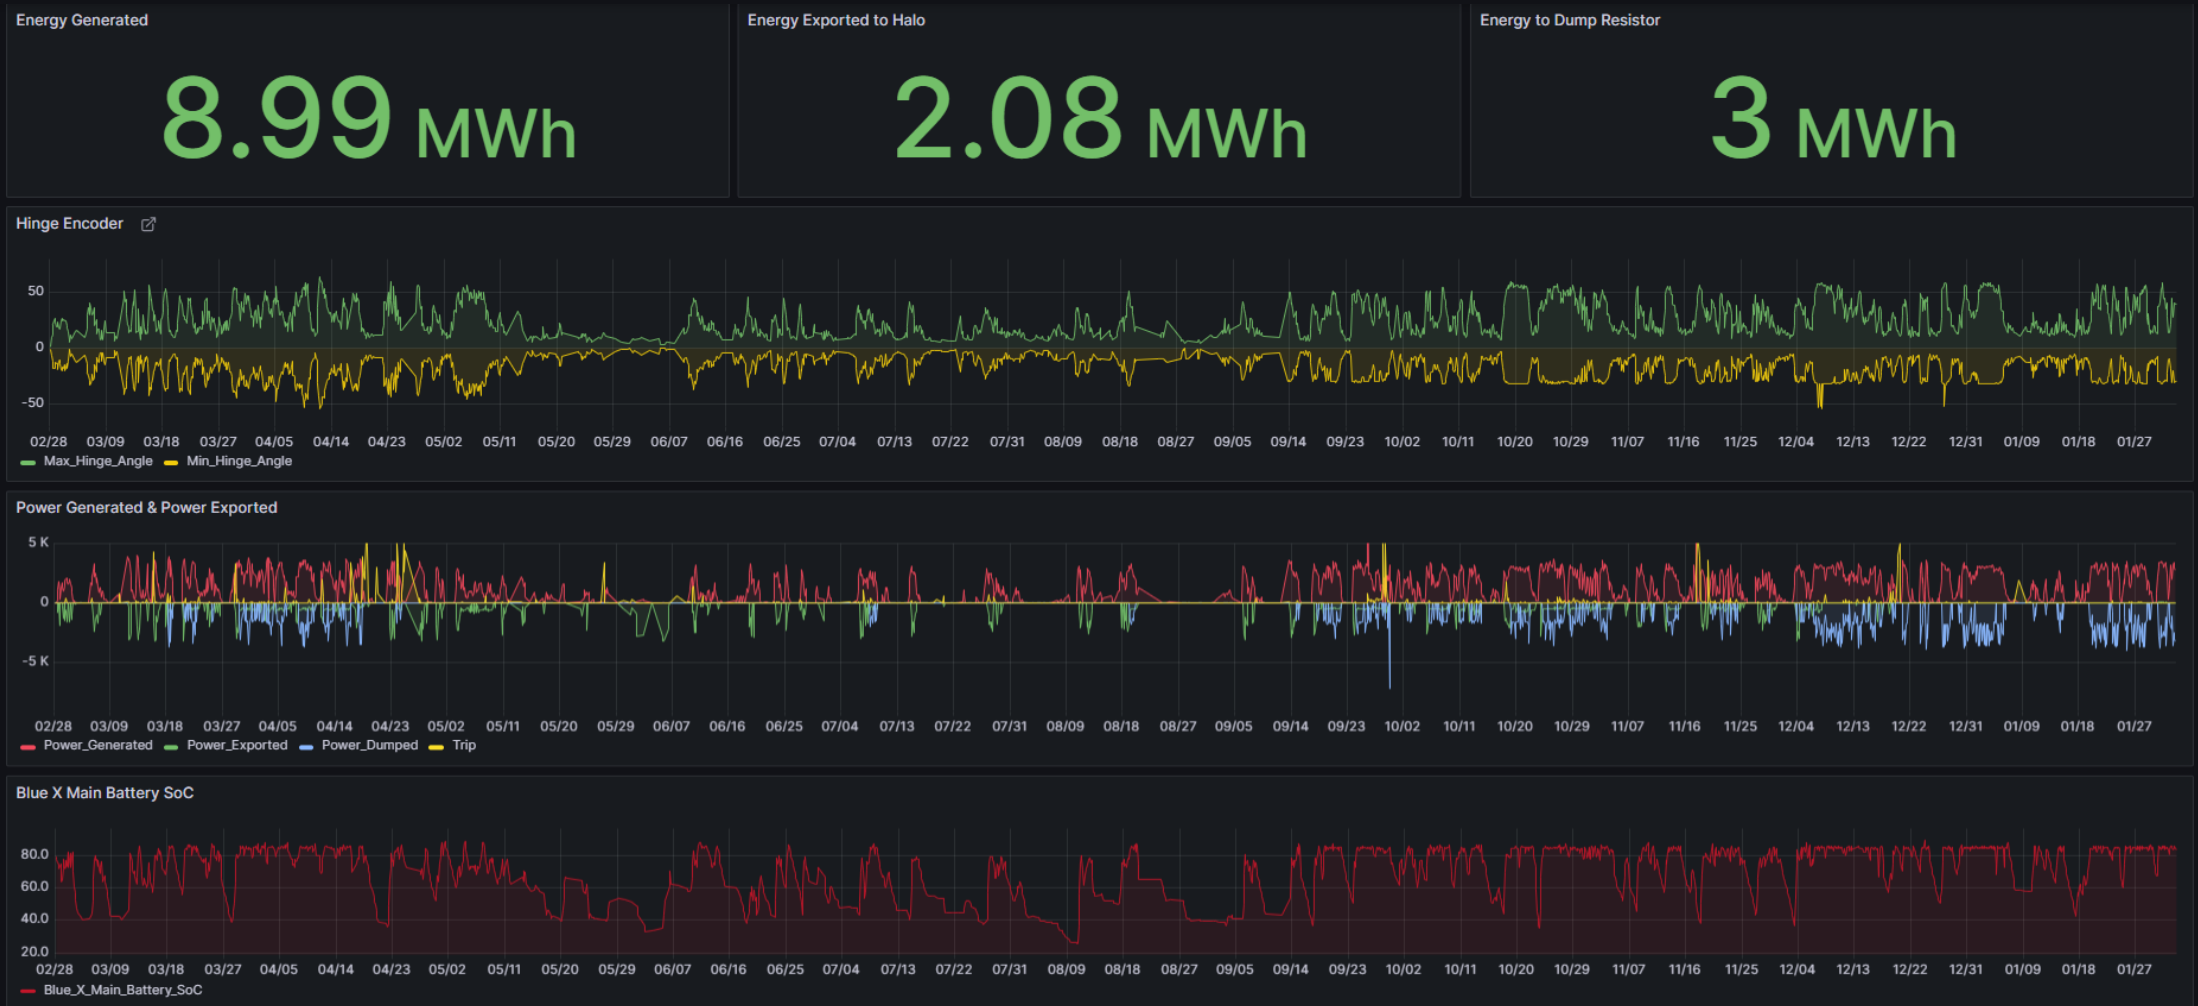 Energy Generated
8.99 MWh
Energy Exported to Halo
2.08 MWh
Energy to Dump Resistor
3 MWh
Hinge Encoder
50
0
-50
02/28 03/09 03/18 03/27 04/05 04/14 04/23 05/02 05/11 05/20 05/29 06/07 06/16 06/25 07/04 07/13 07/22 07/31 08/09 08/18 08/27 09/05 09/14 09/23 10/02 10/11 10/20 10/29 11/07 11/16 11/25 12/04 12/13 12/22 12/31 01/09 01/18 01/27
Max_Hinge_Angle Min_Hinge_Angle
Power Generated & Power Exported
5 K
0
-5 K
02/28 03/09 03/18 03/27 04/05 04/14 04/23 05/02 05/11 05/20 05/29 06/07 06/16 06/25 07/04 07/13 07/22 07/31 08/09 08/18 08/27 09/05 09/14 09/23 10/02 10/11 10/20 10/29 11/07 11/16 11/25 12/04 12/13 12/22 12/31 01/09 01/18 01/27
Power_Generated Power_Exported Power_Dumped Trip
Blue X Main Battery SoC
80.0
60.0
40.0
20.0
02/28 03/09 03/18 03/27 04/05 04/14 04/23 05/02 05/11 05/20 05/29 06/07 06/16 06/25 07/04 07/13 07/22 07/31 08/09 08/18 08/27 09/05 09/14 09/23 10/02 10/11 10/20 10/29 11/07 11/16 11/25 12/04 12/13 12/22 12/31 01/09 01/18 01/27
Blue_X_Main_Battery_SoC